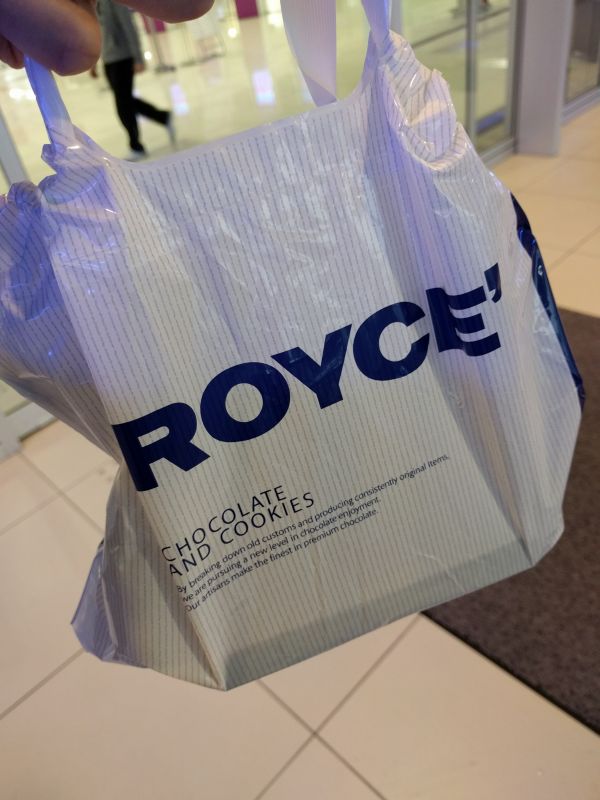 ROYCE'
CHOCOLATE
AND COOKIES
By breaking down old customs and producing consistently original items,
we are pursuing a new level in chocolate enjoyment.
Our artisans make the finest in premium chocolate.